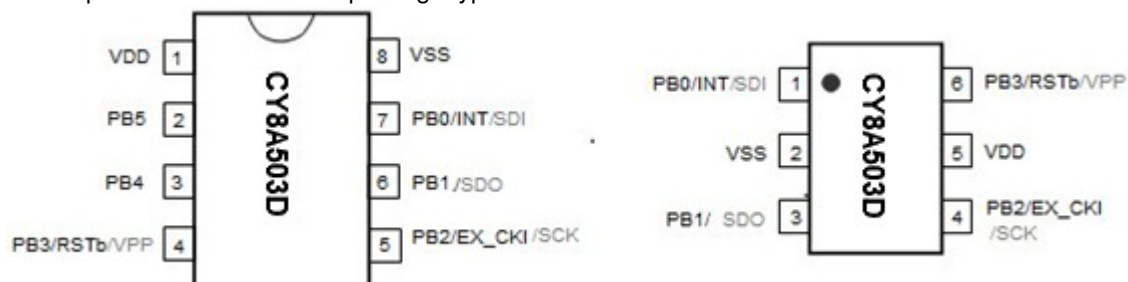 VDD 1
PB5 2
PB4 3
PB3/RSTb/VPP 4
CY8A503D
8 VSS
7 PB0/INT/SDI
6 PB1/SDO
5 PB2/EX_CKI/SCK
PB0/INT/SDI 1
VSS 2
PB1/ SDO 3
CY8A503D
6 PB3/RSTb/VPP
5 VDD
4 PB2/EX_CKI
/SCK